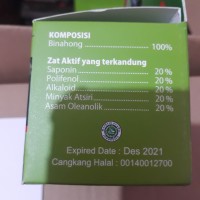 KOMPOSISI
Binahong 100%
Zat Aktif yang terkandung
Saponin 20 %
Polifenol 20 %
Alkaloid 20 %
Minyak Atsiri 20 %
Asam Oleanolik 20 %
Expired Date : Des 2021
Cangkang Halal : 00140012700